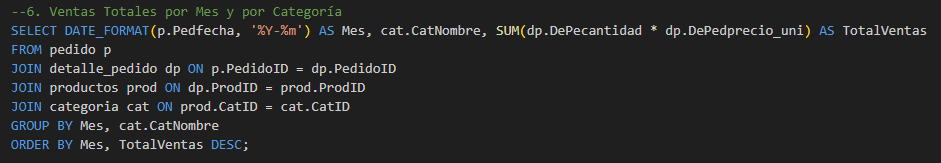 --6. Ventas Totales por Mes y por Categoría
SELECT DATE_FORMAT(p.Pedfecha, '%Y-%m') AS Mes, cat.CatNombre, SUM(dp.DePecantidad * dp.DePedprecio_uni) AS TotalVentas
FROM pedido p
JOIN detalle_pedido dp ON p.PedidoID = dp.PedidoID
JOIN productos prod ON dp.ProdID = prod.ProdID
JOIN categoria cat ON prod.CatID = cat.CatID
GROUP BY Mes, cat.CatNombre
ORDER BY Mes, TotalVentas DESC;